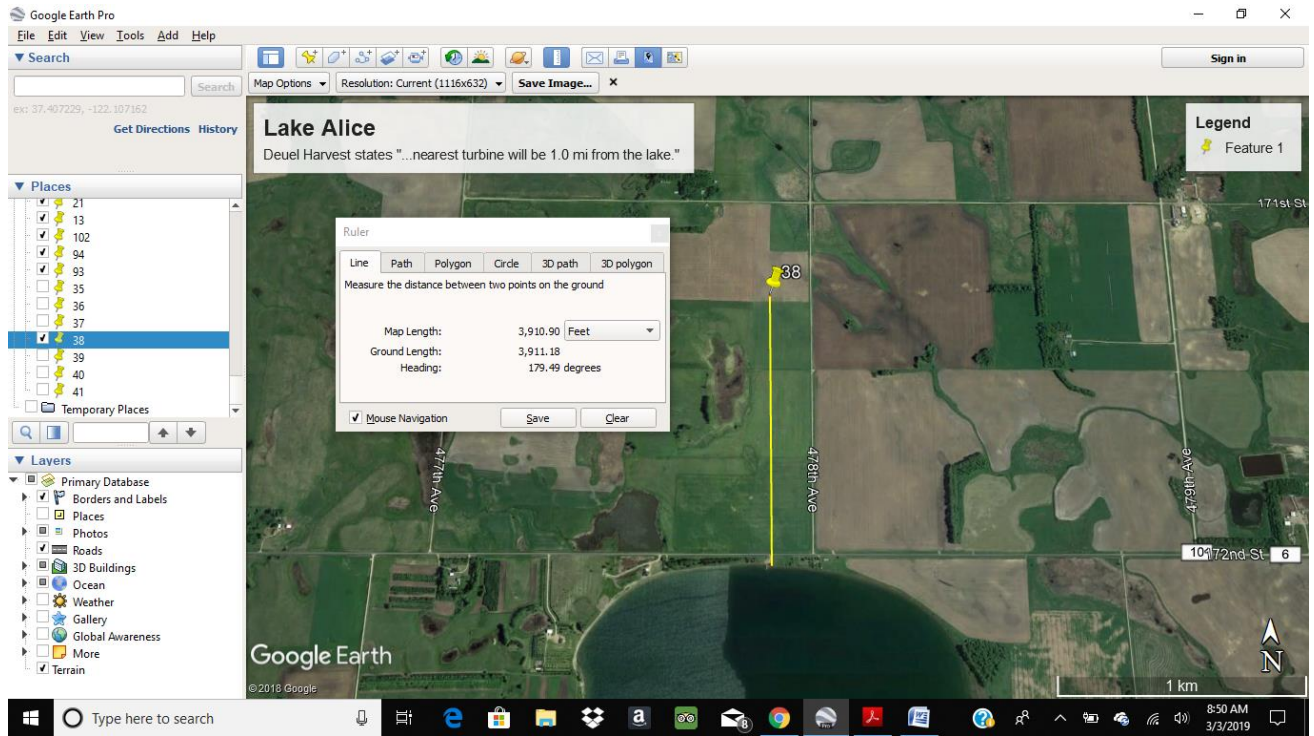 Google Earth Pro
File Edit View Tools Add Help
Search
Search
ex: 37.407229, -122.107162
Get Directions History
Sign in
Map Options Resolution: Current (1116x632) Save Image... ×
Places
21
13
102
94
93
35
36
37
38
39
40
41
Temporary Places
Layers
Primary Database
Borders and Labels
Places
Photos
Roads
3D Buildings
Ocean
Weather
Gallery
Global Awareness
More
Terrain
Lake Alice
Deuel Harvest states "...nearest turbine will be 1.0 mi from the lake."
Legend
Feature 1
Ruler
Line Path Polygon Circle 3D path 3D polygon
Measure the distance between two points on the ground
Map Length: 3,910.90 Feet
Ground Length: 3,911.18
Heading: 179.49 degrees
Mouse Navigation Save Clear
38
171st St
477th Ave
478th Ave
479th Ave
172nd St 6
Google Earth
©2018 Google
1 km
N
Type here to search
8:50 AM
3/3/2019